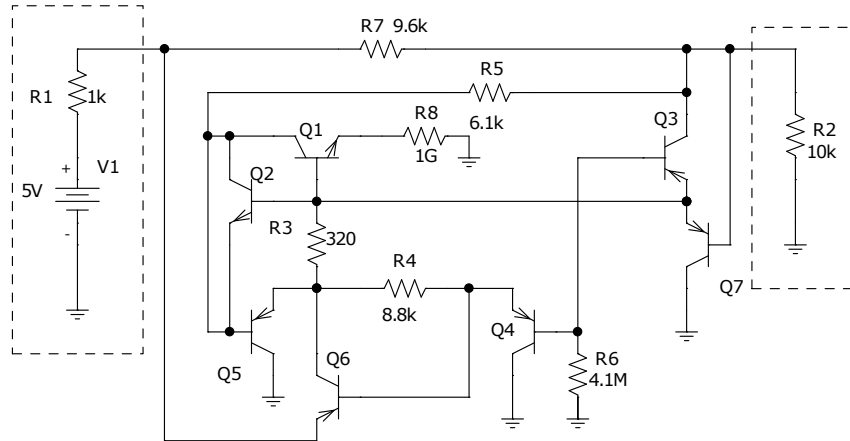 R7 9.6k
R5
6.1k
R1
1k
Q1
R8
1G
Q3
R2
10k
+
V1
5V
-
Q2
R3
320
R4
8.8k
Q7
Q4
Q5
Q6
R6
4.1M